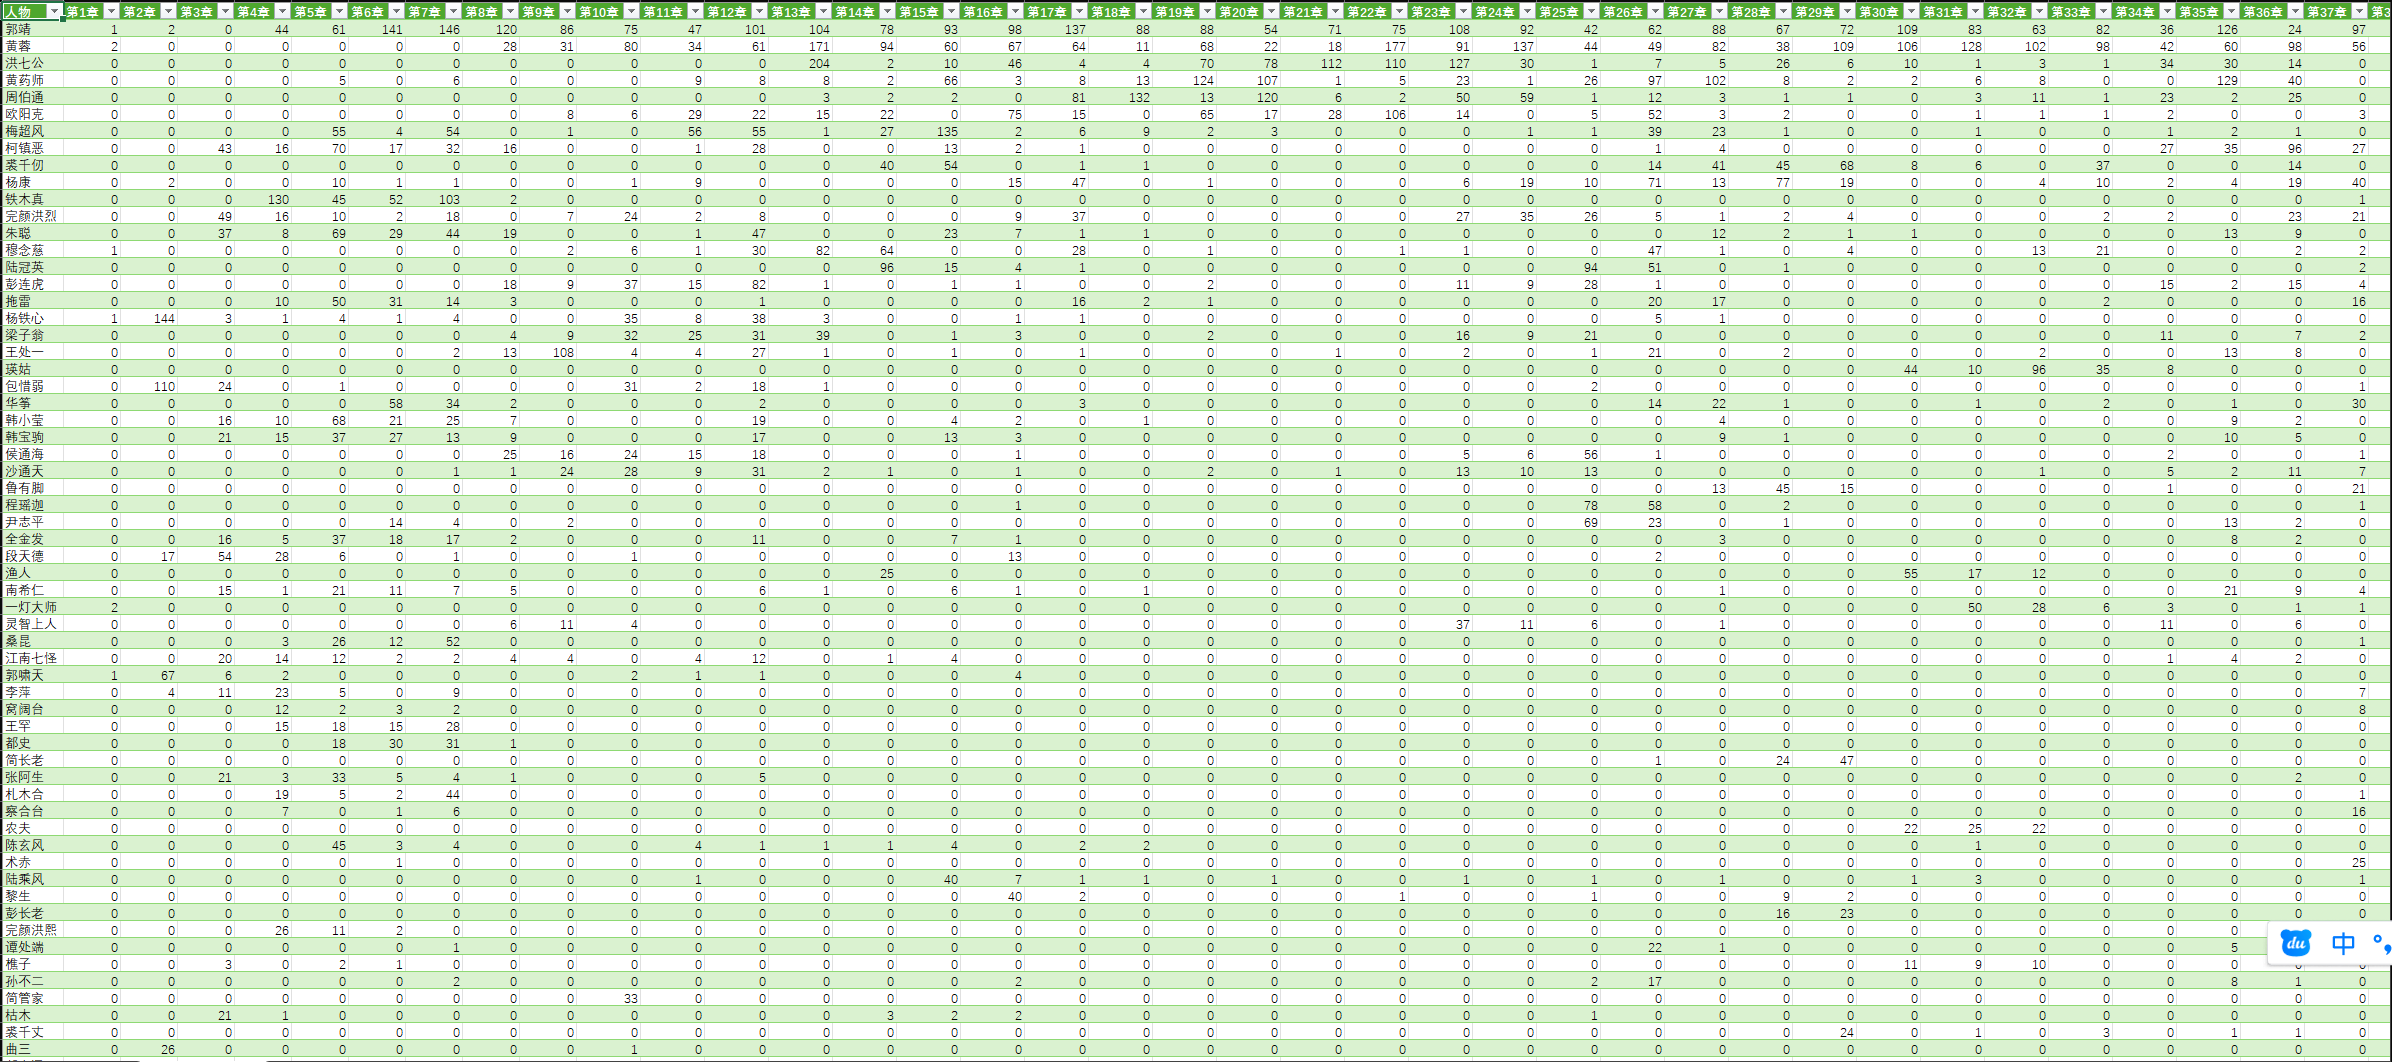 人物 第1章 第2章 第3章 第4章 第5章 第6章 第7章 第8章 第9章 第10章 第11章 第12章 第13章 第14章 第15章 第16章 第17章 第18章 第19章 第20章 第21章 第22章 第23章 第24章 第25章 第26章 第27章 第28章 第29章 第30章 第31章 第32章 第33章 第34章 第35章 第36章 第37章
郭靖 1 2 0 44 61 141 146 120 86 75 47 101 104 78 93 98 137 88 88 54 71 75 108 92 42 62 88 67 72 109 83 63 82 36 126 24 97
黄蓉 2 0 0 0 0 0 0 28 31 80 34 61 171 94 60 67 64 11 68 22 18 177 91 137 44 49 82 38 109 106 128 102 98 42 60 98 56
洪七公 0 0 0 0 0 0 0 0 0 0 0 0 204 2 10 46 4 4 70 78 112 110 127 30 1 7 5 26 6 10 1 3 1 34 30 14 0
黄药师 0 0 0 0 5 0 6 0 0 0 9 8 8 2 66 3 8 13 124 107 1 5 23 1 26 97 102 8 2 2 6 8 0 0 129 40 0
周伯通 0 0 0 0 0 0 0 0 0 0 0 0 3 2 2 0 81 132 13 120 6 2 50 59 1 12 3 1 1 0 3 11 1 23 2 25 0
欧阳克 0 0 0 0 0 0 0 0 8 6 29 22 15 22 0 75 15 0 65 17 28 106 14 0 5 52 3 2 0 0 1 1 1 2 0 0 3
梅超风 0 0 0 0 55 4 54 0 1 0 56 55 1 27 135 2 6 9 2 3 0 0 0 1 1 39 23 1 0 0 1 0 0 1 2 1 0
柯镇恶 0 0 43 16 70 17 32 16 0 0 1 28 0 0 13 2 1 0 0 0 0 0 0 0 0 1 4 0 0 0 0 0 0 27 35 96 27
裘千仞 0 0 0 0 0 0 0 0 0 0 0 0 0 40 54 0 1 1 0 0 0 0 0 0 0 14 41 45 68 8 6 0 37 0 0 14 0
杨康 0 2 0 0 10 1 1 0 0 1 9 0 0 0 0 15 47 0 1 0 0 0 6 19 10 71 13 77 19 0 0 4 10 2 4 19 40
铁木真 0 0 0 130 45 52 103 2 0 0 0 0 0 0 0 0 0 0 0 0 0 0 0 0 0 0 0 0 0 0 0 0 0 0 0 0 1
完颜洪烈 0 0 49 16 10 2 18 0 7 24 2 8 0 0 0 9 37 0 0 0 0 0 27 35 26 5 1 2 4 0 0 0 2 2 0 23 21
朱聪 0 0 37 8 69 29 44 19 0 0 1 47 0 0 23 7 1 1 0 0 0 0 0 0 0 0 12 2 1 1 0 0 0 0 13 9 0
穆念慈 1 0 0 0 0 0 0 0 2 6 1 30 82 64 0 0 28 0 1 0 0 1 1 0 0 47 1 0 4 0 0 13 21 0 0 2 2
陆冠英 0 0 0 0 0 0 0 0 0 0 0 0 0 96 15 4 1 0 0 0 0 0 0 0 94 51 0 1 0 0 0 0 0 0 0 0 2
彭连虎 0 0 0 0 0 0 0 18 9 37 15 82 1 0 1 1 0 0 2 0 0 0 11 9 28 1 0 0 0 0 0 0 0 15 2 15 4
拖雷 0 0 0 10 50 31 14 3 0 0 0 1 0 0 0 0 16 2 1 0 0 0 0 0 0 20 17 0 0 0 0 0 2 0 0 0 16
杨铁心 1 144 3 1 4 1 4 0 0 35 8 38 3 0 0 1 1 0 0 0 0 0 0 0 0 5 1 0 0 0 0 0 0 0 0 0 0
梁子翁 0 0 0 0 0 0 0 4 9 32 25 31 39 0 1 3 0 0 2 0 0 0 16 9 21 0 0 0 0 0 0 0 0 11 0 7 2
王处一 0 0 0 0 0 0 2 13 108 4 4 27 1 0 1 0 1 0 0 0 1 0 2 0 1 21 0 2 0 0 0 2 0 0 13 8 0
瑛姑 0 0 0 0 0 0 0 0 0 0 0 0 0 0 0 0 0 0 0 0 0 0 0 0 0 0 0 0 0 44 10 96 35 8 0 0 0
包惜弱 0 110 24 0 1 0 0 0 0 31 2 18 1 0 0 0 0 0 0 0 0 0 0 0 2 0 0 0 0 0 0 0 0 0 0 0 1
华筝 0 0 0 0 0 58 34 2 0 0 0 2 0 0 0 0 3 0 0 0 0 0 0 0 0 14 22 1 0 0 1 0 2 0 1 0 30
韩小莹 0 0 16 10 68 21 25 7 0 0 0 19 0 0 4 2 0 1 0 0 0 0 0 0 0 0 4 0 0 0 0 0 0 0 9 2 0
韩宝驹 0 0 21 15 37 27 13 9 0 0 0 17 0 0 13 3 0 0 0 0 0 0 0 0 0 0 9 1 0 0 0 0 0 0 10 5 0
侯通海 0 0 0 0 0 0 0 25 16 24 15 18 0 0 0 1 0 0 0 0 0 0 5 6 56 1 0 0 0 0 0 0 0 2 0 0 1
沙通天 0 0 0 0 0 0 1 1 24 28 9 31 2 1 0 1 0 0 2 0 1 0 13 10 13 0 0 0 0 0 0 1 0 5 2 11 7
鲁有脚 0 0 0 0 0 0 0 0 0 0 0 0 0 0 0 0 0 0 0 0 0 0 0 0 0 0 13 45 15 0 0 0 0 1 0 0 21
程瑶迦 0 0 0 0 0 0 0 0 0 0 0 0 0 0 0 1 0 0 0 0 0 0 0 0 78 58 0 2 0 0 0 0 0 0 0 0 1
尹志平 0 0 0 0 0 14 4 0 2 0 0 0 0 0 0 0 0 0 0 0 0 0 0 0 69 23 0 1 0 0 0 0 0 0 13 2 0
全金发 0 0 16 5 37 18 17 2 0 0 0 11 0 0 7 1 0 0 0 0 0 0 0 0 0 0 3 0 0 0 0 0 0 0 8 2 0
段天德 0 17 54 28 6 0 1 0 0 1 0 0 0 0 0 13 0 0 0 0 0 0 0 0 0 2 0 0 0 0 0 0 0 0 0 0 0
渔人 0 0 0 0 0 0 0 0 0 0 0 0 0 25 0 0 0 0 0 0 0 0 0 0 0 0 0 0 0 55 17 12 0 0 0 0 0
南希仁 0 0 15 1 21 11 7 5 0 0 0 6 1 0 6 1 0 1 0 0 0 0 0 0 0 0 1 0 0 0 0 0 0 0 21 9 4
一灯大师 2 0 0 0 0 0 0 0 0 0 0 0 0 0 0 0 0 0 0 0 0 0 0 0 0 0 0 0 0 0 50 28 6 3 0 1 1
灵智上人 0 0 0 0 0 0 0 6 11 4 0 0 0 0 0 0 0 0 0 0 0 0 37 11 6 0 1 0 0 0 0 0 0 11 0 6 0
桑昆 0 0 0 3 26 12 52 0 0 0 0 0 0 0 0 0 0 0 0 0 0 0 0 0 0 0 0 0 0 0 0 0 0 0 0 0 1
江南七怪 0 0 20 14 12 2 2 4 4 0 4 12 0 1 4 0 0 0 0 0 0 0 0 0 0 0 0 0 0 0 0 0 0 1 4 2 0
郭啸天 1 67 6 2 0 0 0 0 0 2 1 1 0 0 0 4 0 0 0 0 0 0 0 0 0 0 0 0 0 0 0 0 0 0 0 0 0
李萍 0 4 11 23 5 0 9 0 0 0 0 0 0 0 0 0 0 0 0 0 0 0 0 0 0 0 0 0 0 0 0 0 0 0 0 0 7
窝阔台 0 0 0 12 2 3 2 0 0 0 0 0 0 0 0 0 0 0 0 0 0 0 0 0 0 0 0 0 0 0 0 0 0 0 0 0 8
王罕 0 0 0 15 18 15 28 0 0 0 0 0 0 0 0 0 0 0 0 0 0 0 0 0 0 0 0 0 0 0 0 0 0 0 0 0 0
都史 0 0 0 0 18 30 31 1 0 0 0 0 0 0 0 0 0 0 0 0 0 0 0 0 0 0 0 0 0 0 0 0 0 0 0 0 0
简长老 0 0 0 0 0 0 0 0 0 0 0 0 0 0 0 0 0 0 0 0 0 0 0 0 0 1 0 24 47 0 0 0 0 0 0 0 0
张阿生 0 0 21 3 33 5 4 1 0 0 0 5 0 0 0 0 0 0 0 0 0 0 0 0 0 0 0 0 0 0 0 0 0 0 0 2 0
札木合 0 0 0 19 5 2 44 0 0 0 0 0 0 0 0 0 0 0 0 0 0 0 0 0 0 0 0 0 0 0 0 0 0 0 0 0 1
察合台 0 0 0 7 0 1 6 0 0 0 0 0 0 0 0 0 0 0 0 0 0 0 0 0 0 0 0 0 0 0 0 0 0 0 0 0 16
农夫 0 0 0 0 0 0 0 0 0 0 0 0 0 0 0 0 0 0 0 0 0 0 0 0 0 0 0 0 0 22 25 22 0 0 0 0 0
陈玄风 0 0 0 0 45 3 4 0 0 0 4 1 1 1 4 0 2 2 0 0 0 0 0 0 0 0 0 0 0 0 1 0 0 0 0 0 0
术赤 0 0 0 0 0 1 0 0 0 0 0 0 0 0 0 0 0 0 0 0 0 0 0 0 0 0 0 0 0 0 0 0 0 0 0 0 25
陆乘风 0 0 0 0 0 0 0 0 0 0 1 0 0 0 40 7 1 1 0 1 0 0 1 0 1 0 1 0 0 1 3 0 0 0 0 0 1
黎生 0 0 0 0 0 0 0 0 0 0 0 0 0 0 0 40 2 0 0 0 0 1 0 0 1 0 0 9 2 0 0 0 0 0 0 0 0
彭长老 0 0 0 0 0 0 0 0 0 0 0 0 0 0 0 0 0 0 0 0 0 0 0 0 0 0 0 16 23 0 0 0 0 0 0 0 0
完颜洪熙 0 0 0 26 11 2 0 0 0 0 0 0 0 0 0 0 0 0 0 0 0 0 0 0 0 0 0 0 0 0 0 0 0 0 0
谭处端 0 0 0 0 0 0 1 0 0 0 0 0 0 0 0 0 0 0 0 0 0 0 0 0 0 22 1 0 0 0 0 0 0 0 5
樵子 0 0 3 0 2 1 0 0 0 0 0 0 0 0 0 0 0 0 0 0 0 0 0 0 0 0 0 0 0 11 9 10 0 0 0
孙不二 0 0 0 0 0 0 2 0 0 0 0 0 0 0 0 2 0 0 0 0 0 0 0 0 2 17 0 0 0 0 0 0 0 0 8 1 0
简管家 0 0 0 0 0 0 0 0 0 33 0 0 0 0 0 0 0 0 0 0 0 0 0 0 0 0 0 0 0 0 0 0 0 0 0 0 0
枯木 0 0 21 1 0 0 0 0 0 0 0 0 0 3 2 2 0 0 0 0 0 0 0 0 1 0 0 0 0 0 0 0 0 0 0 0 0
裘千丈 0 0 0 0 0 0 0 0 0 0 0 0 0 0 0 0 0 0 0 0 0 0 0 0 0 0 0 0 24 0 1 0 3 0 1 1 0
曲三 0 26 0 0 0 0 0 0 0 1 0 0 0 0 0 0 0 0 0 0 0 0 0 0 0 0 0 0 0 0 0 0 0 0 0 0 0
du 中